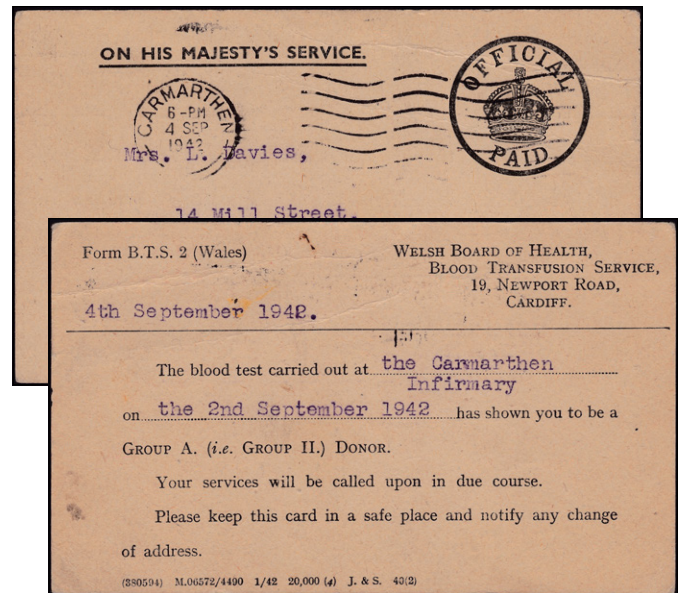 ON HIS MAJESTY'S SERVICE.
OFFICIAL
PAID
CARMARTHEN
6-PM
4 SEP
1942
Mrs. L. Davies,
14 Mill Street.
Form B.T.S. 2 (Wales)
WELSH BOARD OF HEALTH,
BLOOD TRANSFUSION SERVICE,
19, NEWPORT ROAD,
CARDIFF.
4th September 1942.
The blood test carried out at the Carmarthen
Infirmary
on the 2nd September 1942 has shown you to be a
GROUP A. (i.e. GROUP II.) DONOR.
Your services will be called upon in due course.
Please keep this card in a safe place and notify any change
of address.
(380594) M.06572/4490 1/42 20,000 (4) J. & S. 40(2)